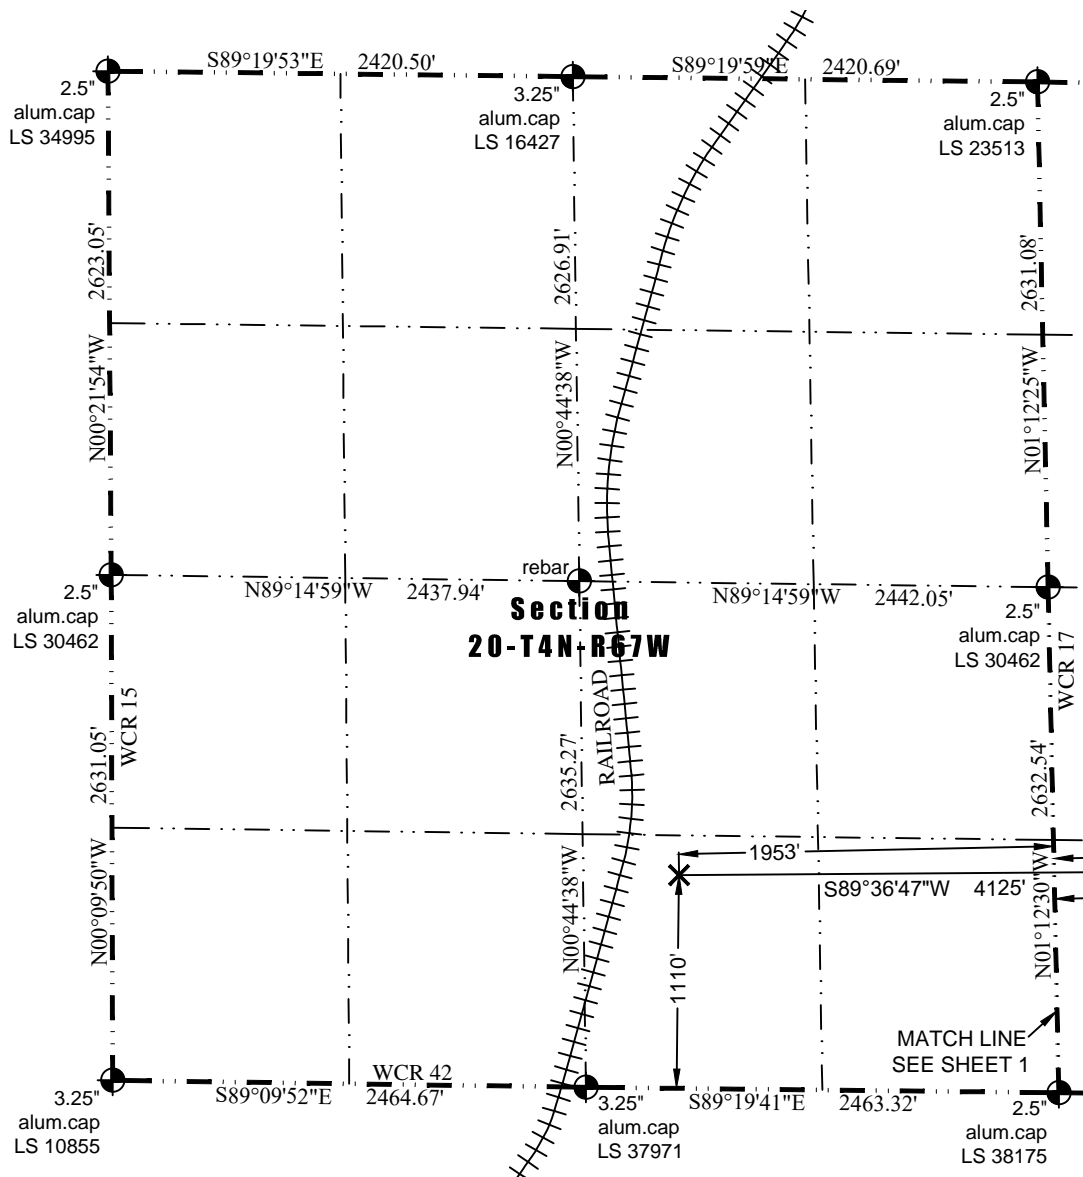 S89°19'53"E 2420.50'
S89°19'59"E 2420.69'
2.5"
alum.cap
LS 34995
3.25"
alum.cap
LS 16427
2.5"
alum.cap
LS 23513
N00°21'54"W 2623.05'
N00°44'38"W 2626.91'
N01°12'25"W 2631.08'
2.5"
alum.cap
LS 30462
N89°14'59"W 2437.94'
rebar
N89°14'59"W 2442.05'
2.5"
alum.cap
LS 30462
Section
20-T4N-R67W
WCR 15
RAILROAD
WCR 17
N00°09'50"W 2631.05'
N00°44'38"W 2635.27'
N01°12'30"W 2632.54'
1953'
S89°36'47"W 4125'
1110'
MATCH LINE
SEE SHEET 1
WCR 42
S89°09'52"E 2464.67'
S89°19'41"E 2463.32'
3.25"
alum.cap
LS 10855
3.25"
alum.cap
LS 37971
2.5"
alum.cap
LS 38175